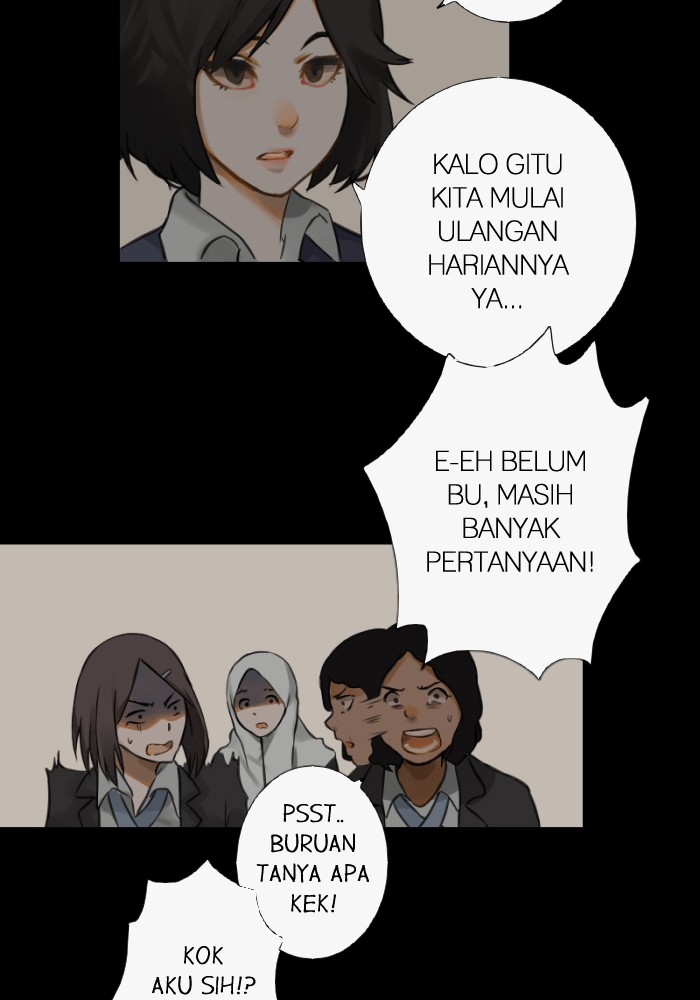 KALO GITU
KITA MULAI
ULANGAN
HARIANNYA
YA...
E-EH BELUM
BU, MASIH
BANYAK
PERTANYAAN!
PSST..
BURUAN
TANYA APA
KEK!
KOK
AKU SIH!?